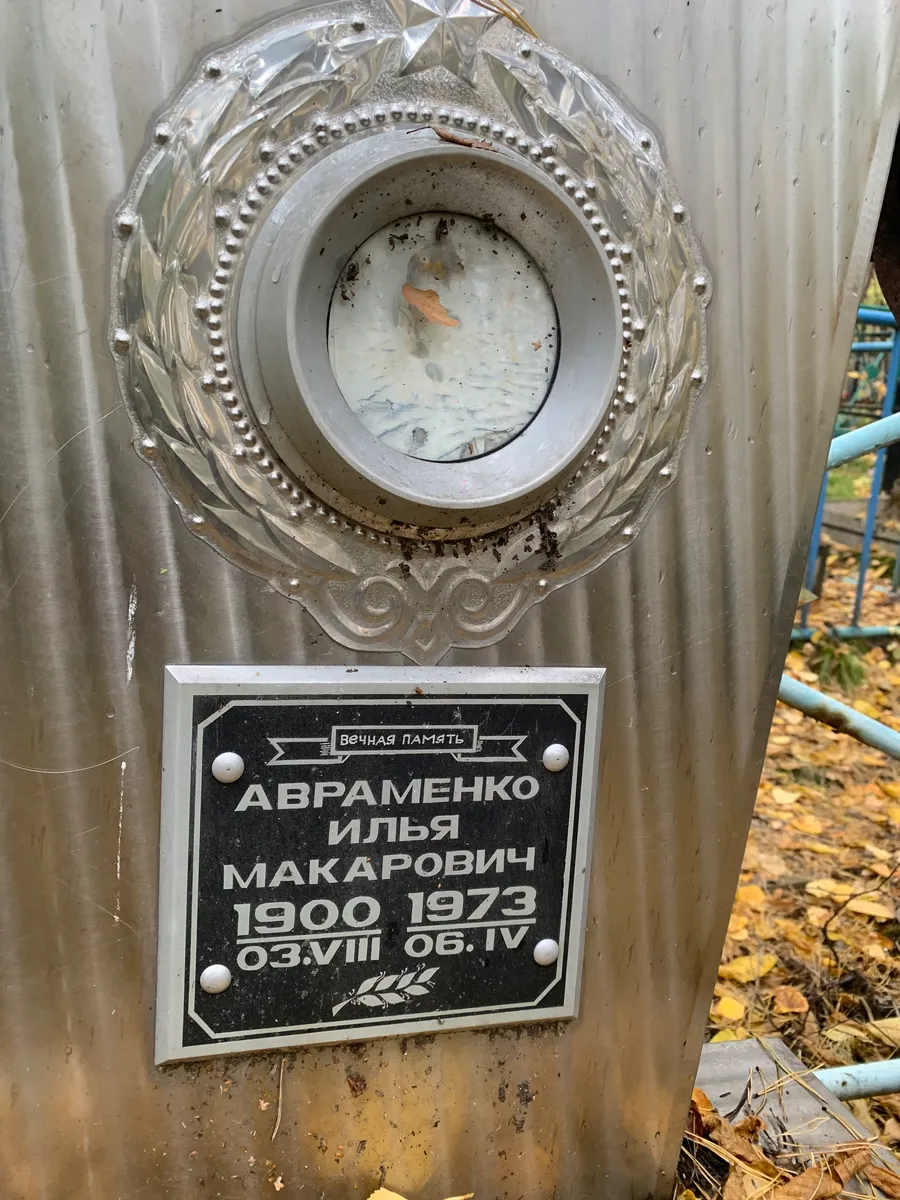 ВЕЧНАЯ ПАМЯТЬ
АВРАМЕНКО
ИЛЬЯ
МАКАРОВИЧ
1900 1973
03.VIII 06.IV